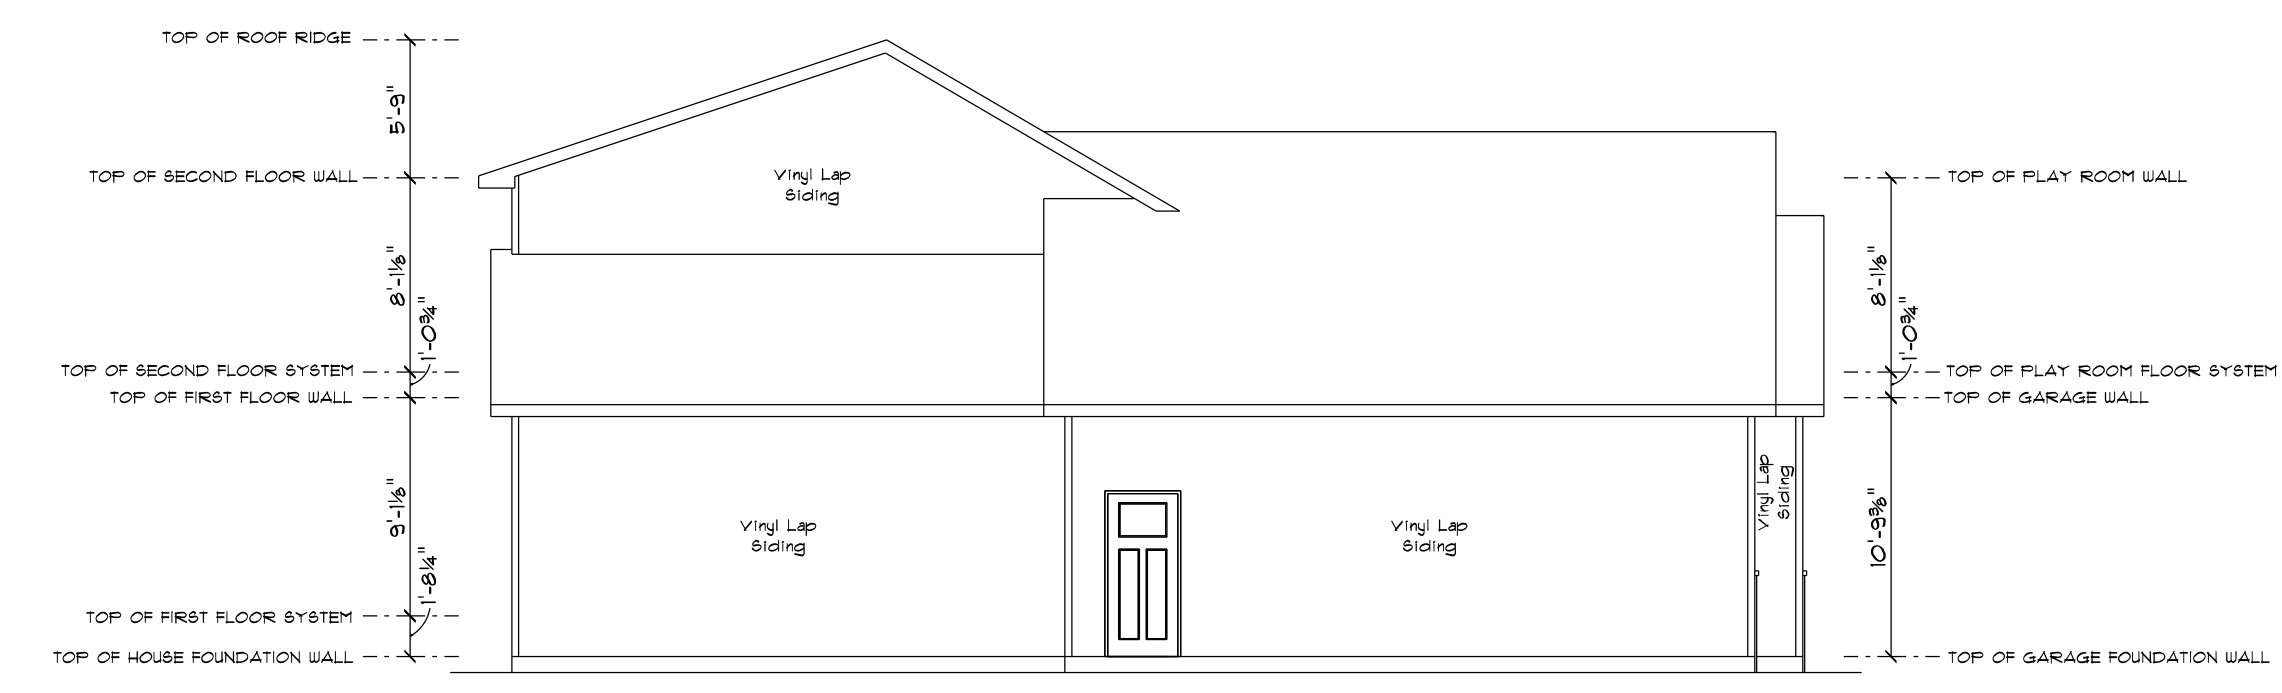 TOP OF ROOF RIDGE
5'-9"
TOP OF SECOND FLOOR WALL
8'-1⅛"
1'-0¾"
TOP OF SECOND FLOOR SYSTEM
TOP OF FIRST FLOOR WALL
9'-1⅛"
1'-8¼"
TOP OF FIRST FLOOR SYSTEM
TOP OF HOUSE FOUNDATION WALL
Vinyl Lap
Siding
Vinyl Lap
Siding
Vinyl Lap
Siding
Vinyl Lap
Siding
TOP OF PLAY ROOM WALL
8'-1⅛"
1'-0¾"
TOP OF PLAY ROOM FLOOR SYSTEM
TOP OF GARAGE WALL
10'-9⅜"
TOP OF GARAGE FOUNDATION WALL